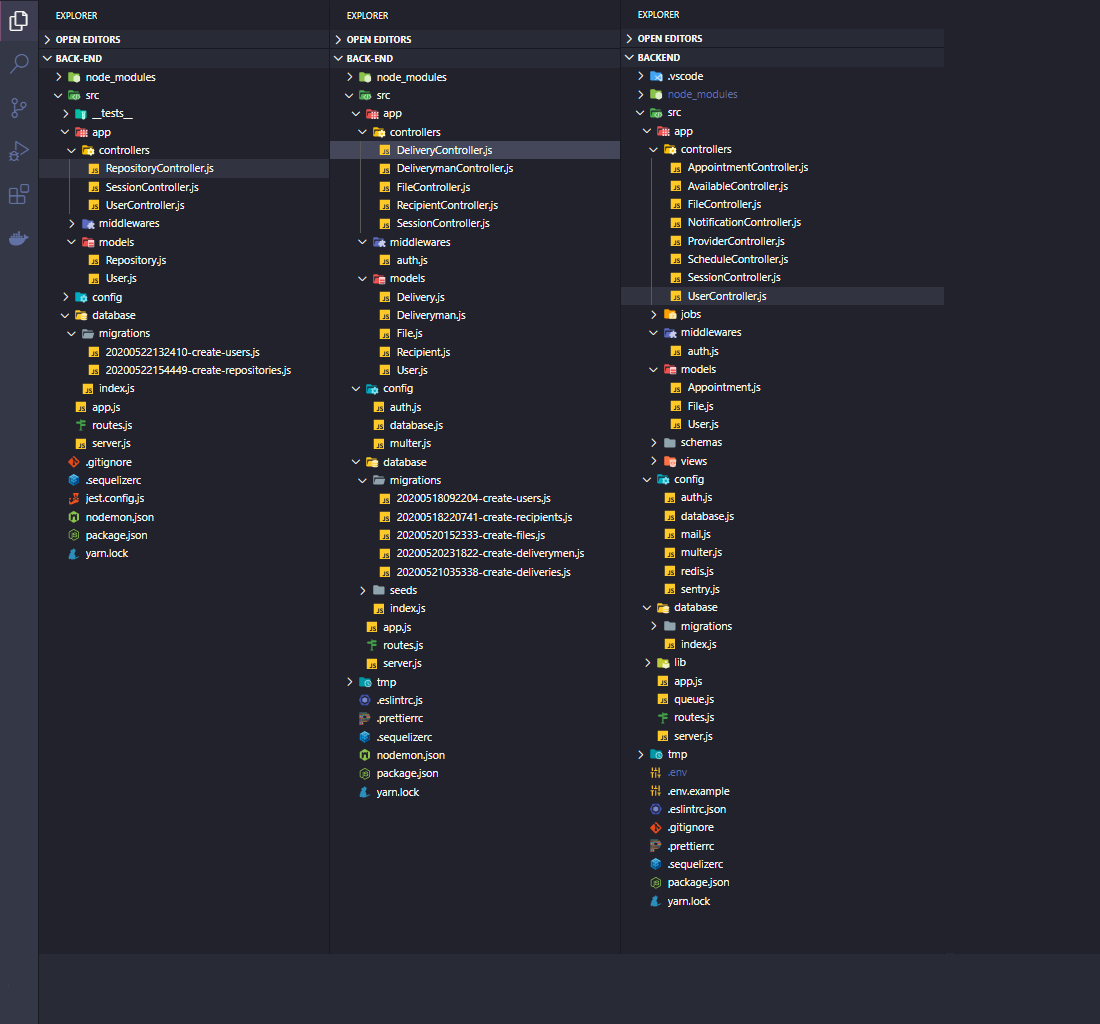 EXPLORER
OPEN EDITORS
BACK-END
node_modules
src
__tests__
app
controllers
RepositoryController.js
SessionController.js
UserController.js
middlewares
models
Repository.js
User.js
config
database
migrations
20200522132410-create-users.js
20200522154449-create-repositories.js
index.js
app.js
routes.js
server.js
.gitignore
.sequelizerc
jest.config.js
nodemon.json
package.json
yarn.lock
EXPLORER
OPEN EDITORS
BACK-END
node_modules
src
app
controllers
DeliveryController.js
DeliverymanController.js
FileController.js
RecipientController.js
SessionController.js
middlewares
auth.js
models
Delivery.js
Deliveryman.js
File.js
Recipient.js
User.js
config
auth.js
database.js
multer.js
database
migrations
20200518092204-create-users.js
20200518220741-create-recipients.js
20200520152333-create-files.js
20200520231822-create-deliverymen.js
20200521035338-create-deliveries.js
seeds
index.js
app.js
routes.js
server.js
tmp
.eslintrc.js
.prettierrc
.sequelizerc
nodemon.json
package.json
yarn.lock
EXPLORER
OPEN EDITORS
BACKEND
.vscode
node_modules
src
app
controllers
AppointmentController.js
AvailableController.js
FileController.js
NotificationController.js
ProviderController.js
ScheduleController.js
SessionController.js
UserController.js
jobs
middlewares
auth.js
models
Appointment.js
File.js
User.js
schemas
views
config
auth.js
database.js
mail.js
multer.js
redis.js
sentry.js
database
migrations
index.js
lib
app.js
queue.js
routes.js
server.js
tmp
.env
.env.example
.eslintrc.json
.gitignore
.prettierrc
.sequelizerc
package.json
yarn.lock